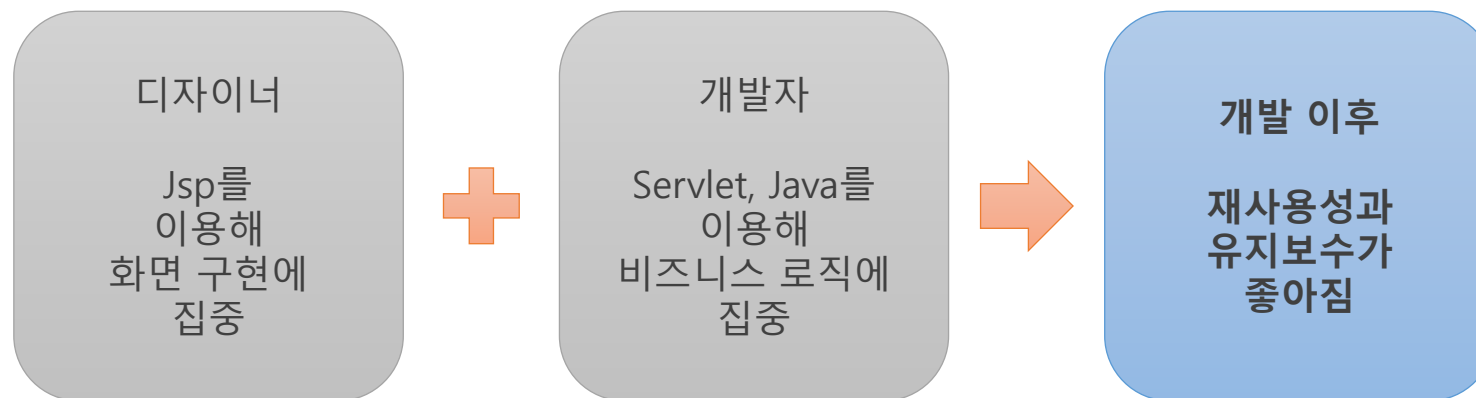 디자이너
Jsp를
이용해
화면 구현에
집중
개발자
Servlet, Java를
이용해
비즈니스 로직에
집중
개발 이후
재사용성과
유지보수가
좋아짐